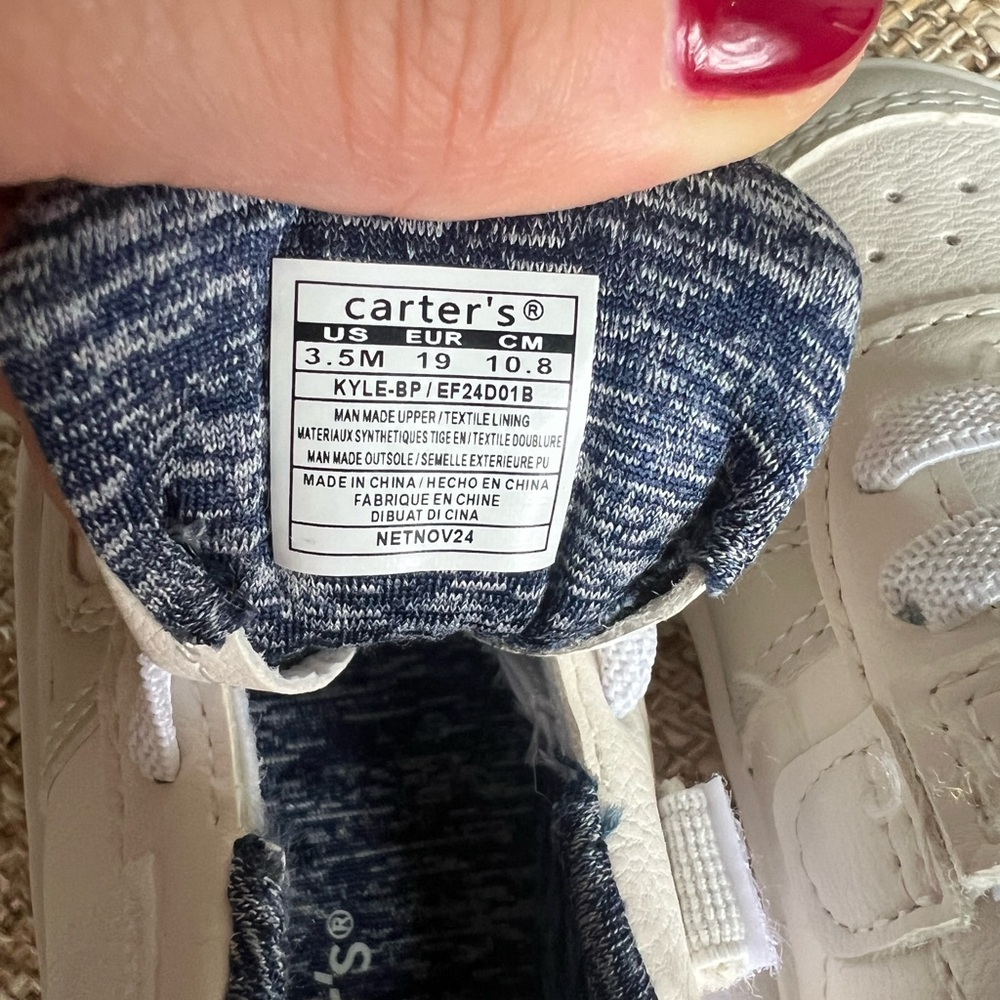 carter's®
US EUR CM
3.5M 19 10.8
KYLE-BP / EF24D01B
MAN MADE UPPER / TEXTILE LINING
MATERIAUX SYNTHETIQUES TIGE EN / TEXTILE DOUBLURE
MAN MADE OUTSOLE / SEMELLE EXTERIEURE PU
MADE IN CHINA / HECHO EN CHINA
FABRIQUE EN CHINE
DIBUAT DI CINA
NETNOV24
's®